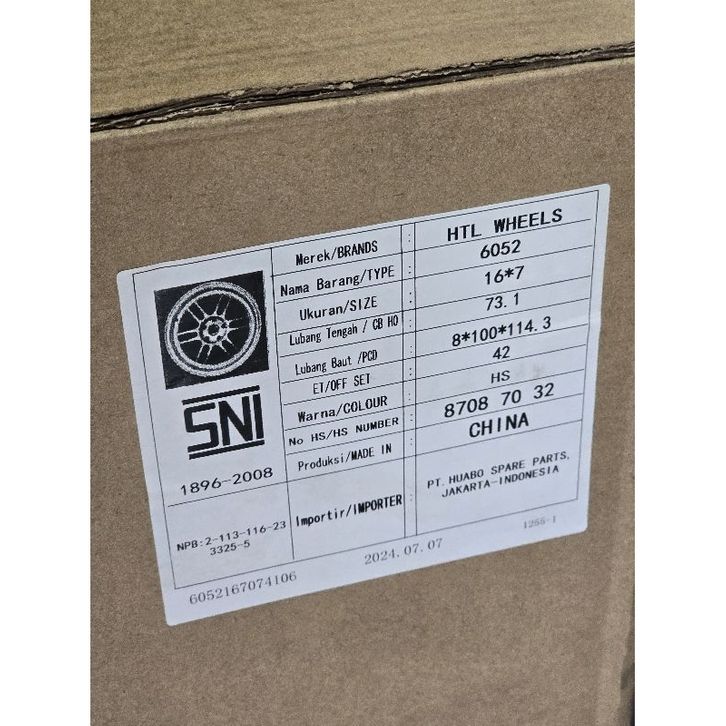 Merek/BRANDS : HTL WHEELS
Nama Barang/TYPE : 6052
Ukuran/SIZE : 16*7
Lubang Tengah / CB HO : 73.1
Lubang Baut /PCD : 8*100*114.3
ET/OFF SET : 42
Warna/COLOUR : HS
No HS/HS NUMBER : 8708 70 32
Produksi/MADE IN : CHINA
Importir/IMPORTER : PT. HUABO SPARE PARTS,
JAKARTA-INDONESIA
SNI
1896-2008
NPB:2-113-116-23
3325-5
6052167074106
2024.07.07
1255-1